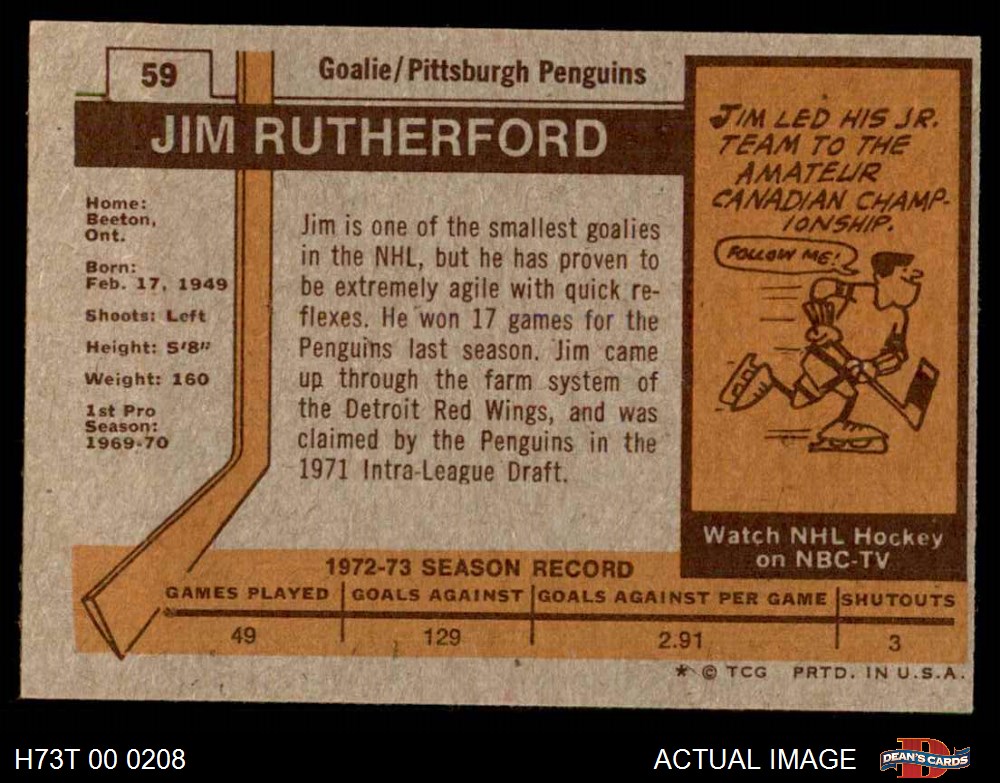 59
Goalie/Pittsburgh Penguins
JIM RUTHERFORD
Home:
Beeton,
Ont.
Born:
Feb. 17, 1949
Shoots: Left
Height: 5'8"
Weight: 160
1st Pro
Season:
1969-70
Jim is one of the smallest goalies
in the NHL, but he has proven to
be extremely agile with quick re-
flexes. He won 17 games for the
Penguins last season. Jim came
up through the farm system of
the Detroit Red Wings, and was
claimed by the Penguins in the
1971 Intra-League Draft.
JIM LED HIS JR.
TEAM TO THE
AMATEUR
CANADIAN CHAMP-
IONSHIP.
FOLLOW ME!
Watch NHL Hockey
on NBC-TV
1972-73 SEASON RECORD
GAMES PLAYED GOALS AGAINST GOALS AGAINST PER GAME SHUTOUTS
49 129 2.91 3
* © TCG PRTD. IN U.S.A.
H73T 00 0208
ACTUAL IMAGE
D
DEAN'S CARDS